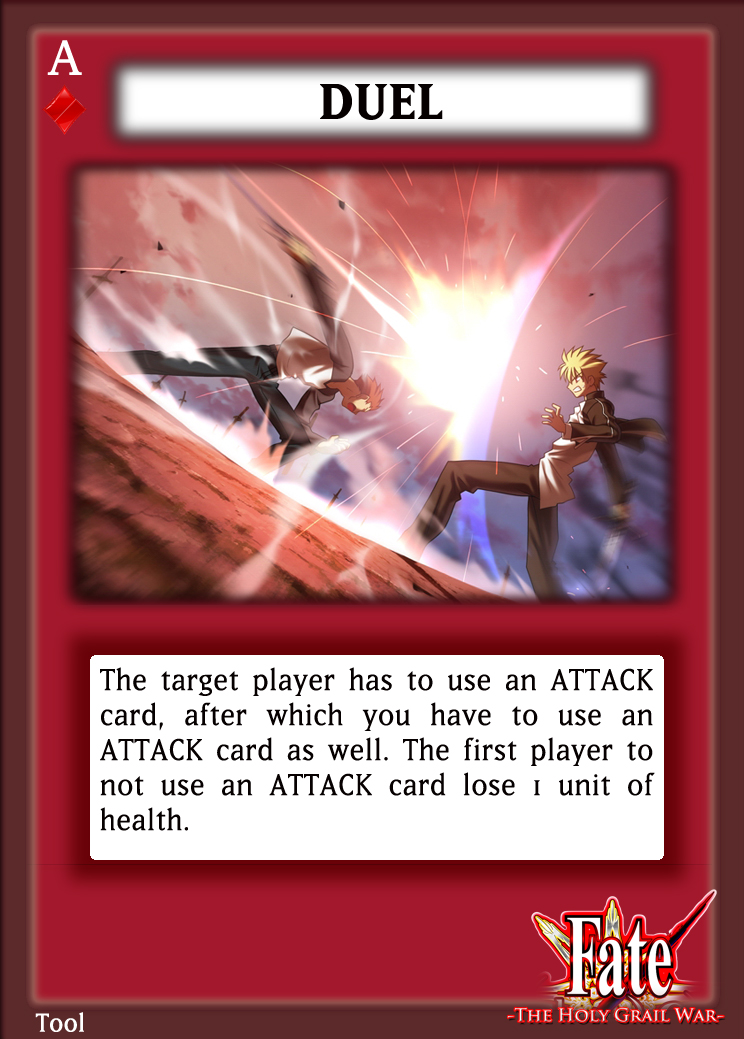 A
DUEL
The target player has to use an ATTACK
card, after which you have to use an
ATTACK card as well. The first player to
not use an ATTACK card lose 1 unit of
health.
Fate
-THE HOLY GRAIL WAR-
Tool